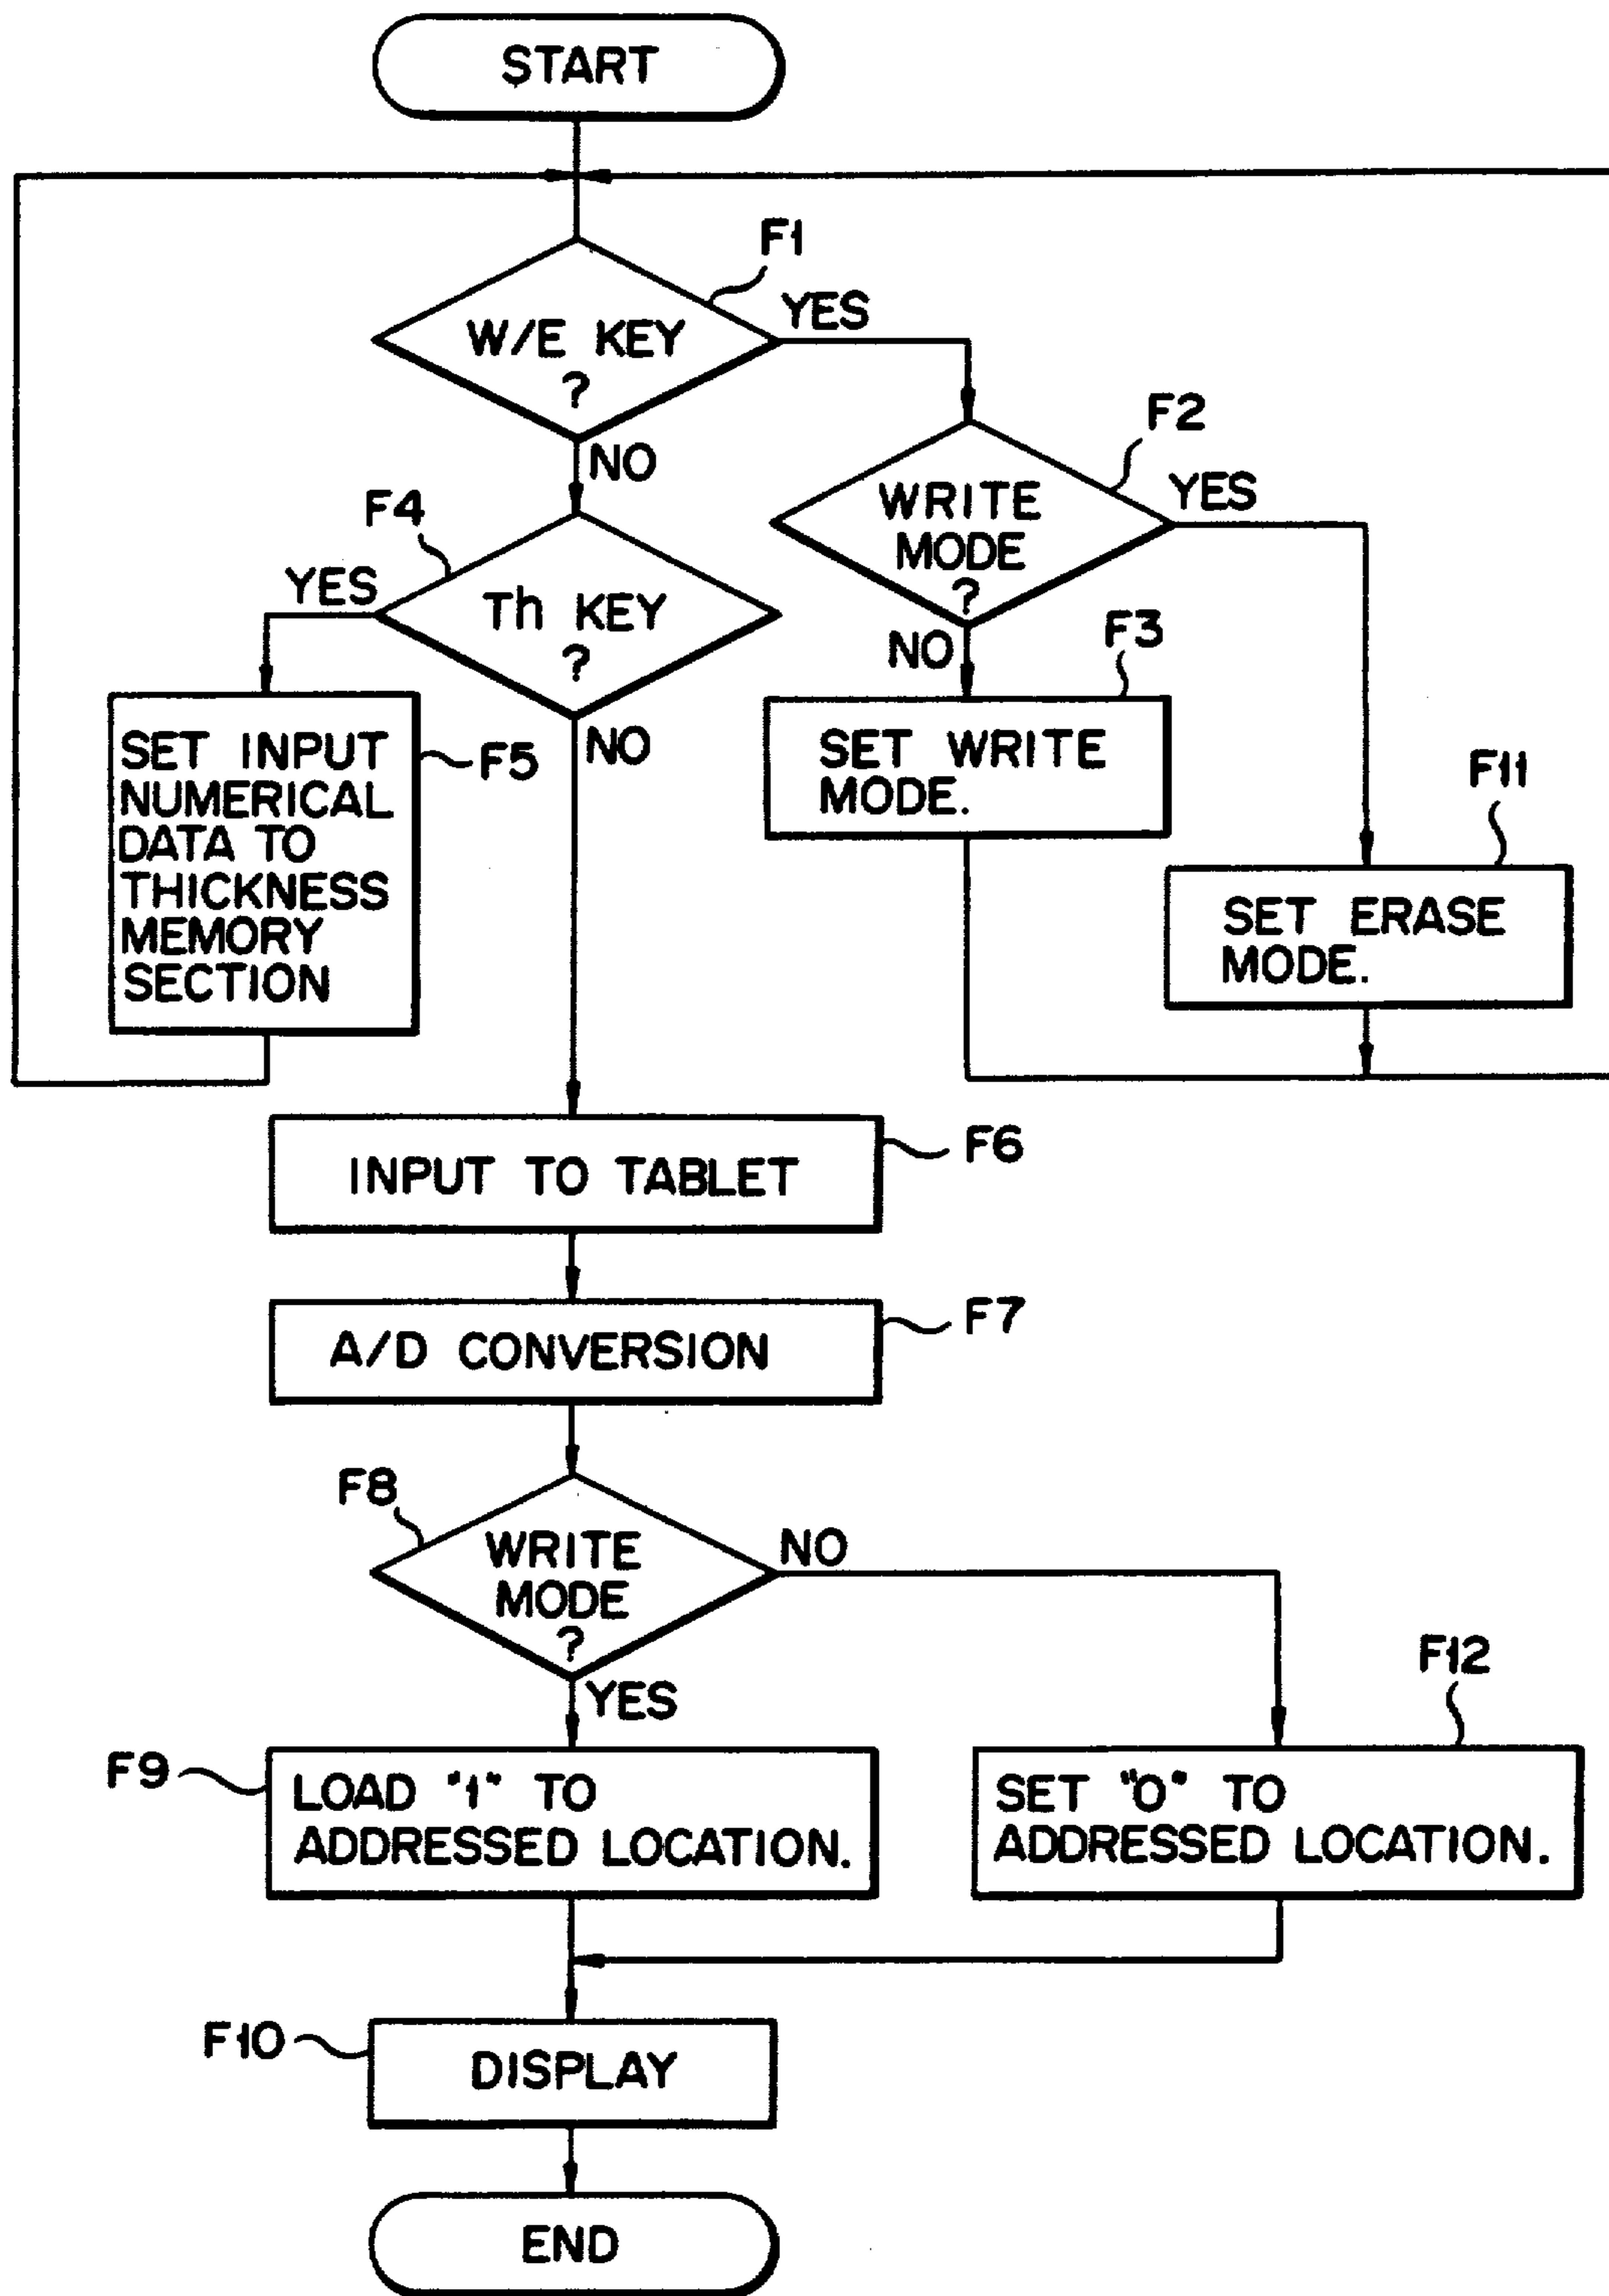 START
F1
W/E KEY
?
YES
NO
F2
WRITE
MODE
?
YES
NO
F4
Th KEY
?
YES
NO
F3
SET WRITE
MODE.
F5
SET INPUT
NUMERICAL
DATA TO
THICKNESS
MEMORY
SECTION
F11
SET ERASE
MODE.
F6
INPUT TO TABLET
F7
A/D CONVERSION
F8
WRITE
MODE
?
NO
YES
F9
LOAD "1" TO
ADDRESSED LOCATION.
F12
SET "0" TO
ADDRESSED LOCATION.
F10
DISPLAY
END